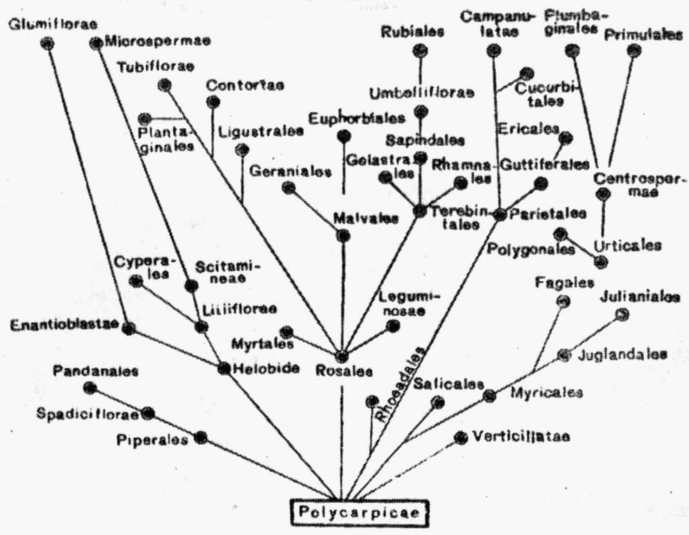 Glumiflorae
Microspermae
Tubiflorae
Contortae
Planta-
ginales
Ligustrales
Rubiales
Campanu-
latae
Plumba-
ginales
Primulales
Umbelliflorae
Cucurbi-
tales
Euphorbiales
Sapindales
Ericales
Geraniales
Celastra-
les
Rhamna-
les
Guttiferales
Centrosper-
mae
Malvales
Terebin-
tales
Parietales
Polygonales
Urticales
Cypera-
les
Scitami-
neae
Fagales
Julianiales
Enantioblastae
Liliiflorae
Myrtales
Legumi-
nosae
Juglandales
Helobide
Rosales
Rhoeadales
Pandanales
Salicales
Myricales
Spadiciflorae
Piperales
Verticillatae
Polycarpicae